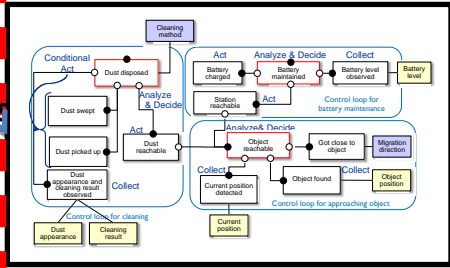 Cleaning
method
Conditional
Act
Dust disposed
Analyze
& Decide
Dust swept
Act
Dust picked up
Dust
reachable
Dust
appearance and
cleaning result
observed
Collect
Control loop for cleaning
Dust
appearance
Cleaning
result
Act
Analyze & Decide
Collect
Battery
charged
Battery
maintained
Battery level
observed
Battery
level
Station
reachable
Act
Control loop for
battery maintenance
Analyze& Decide
Object
reachable
Got close to
object
Migration
direction
Collect
Collect
Current position
detected
Object found
Object
position
Control loop for approaching object
Current
position